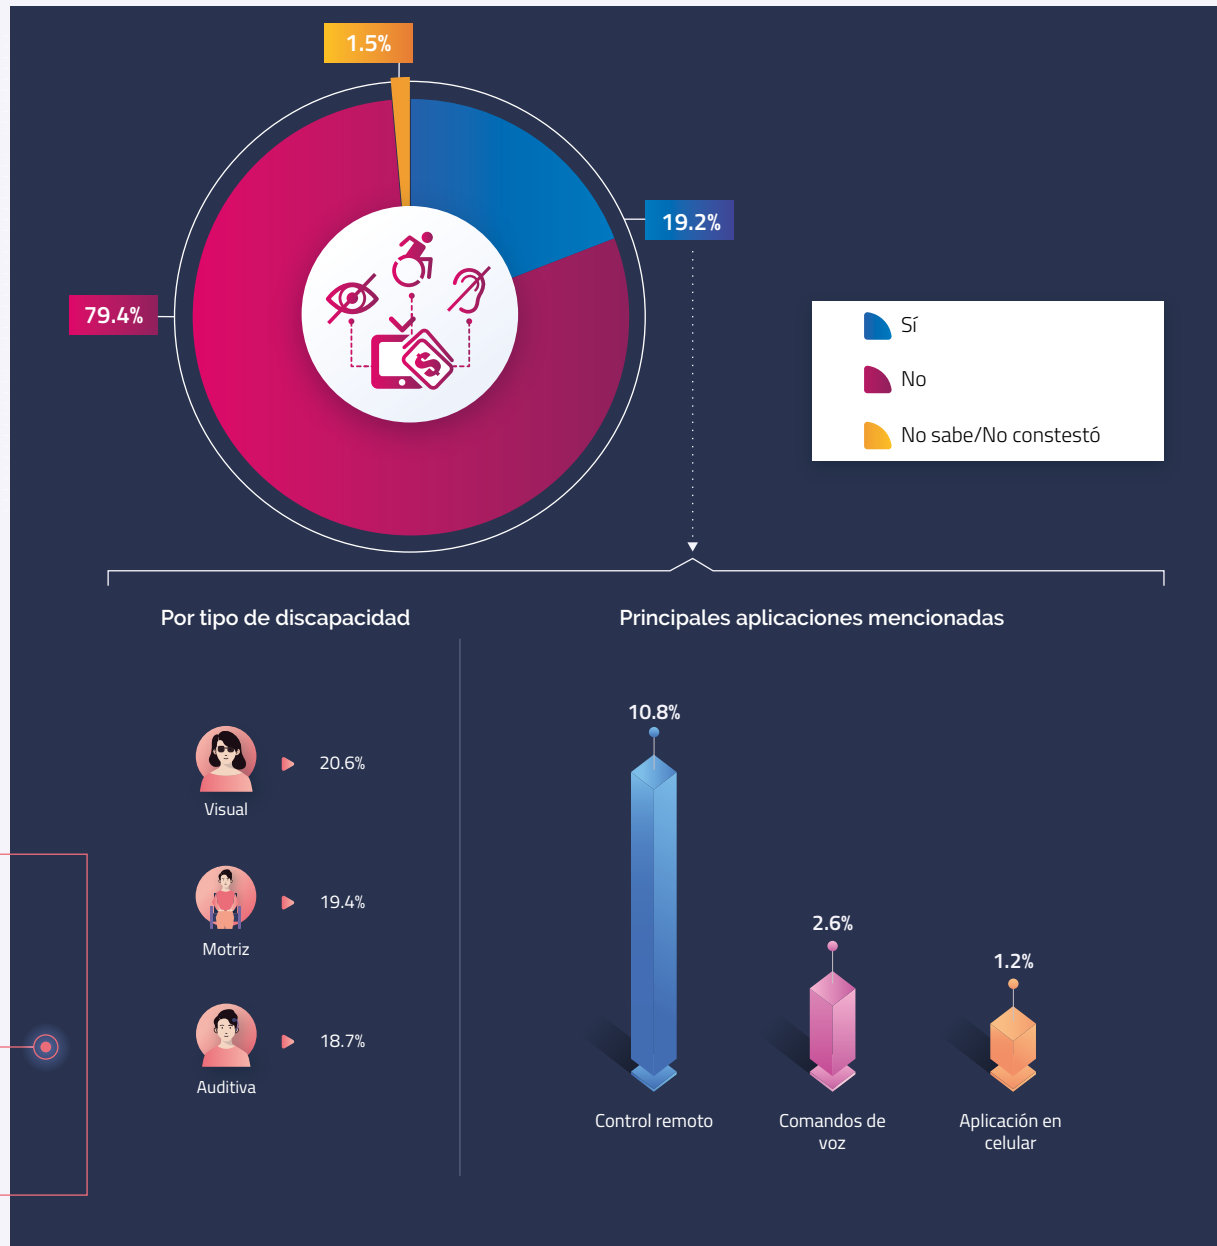 1.5%
19.2%
79.4%
Sí
No
No sabe/No constestó
Por tipo de discapacidad
Principales aplicaciones mencionadas
20.6%
Visual
19.4%
Motriz
18.7%
Auditiva
10.8%
2.6%
1.2%
Control remoto
Comandos de
voz
Aplicación en
celular